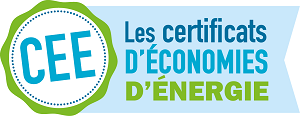 CEE
Les certificats
D'ÉCONOMIES
D'ÉNERGIE